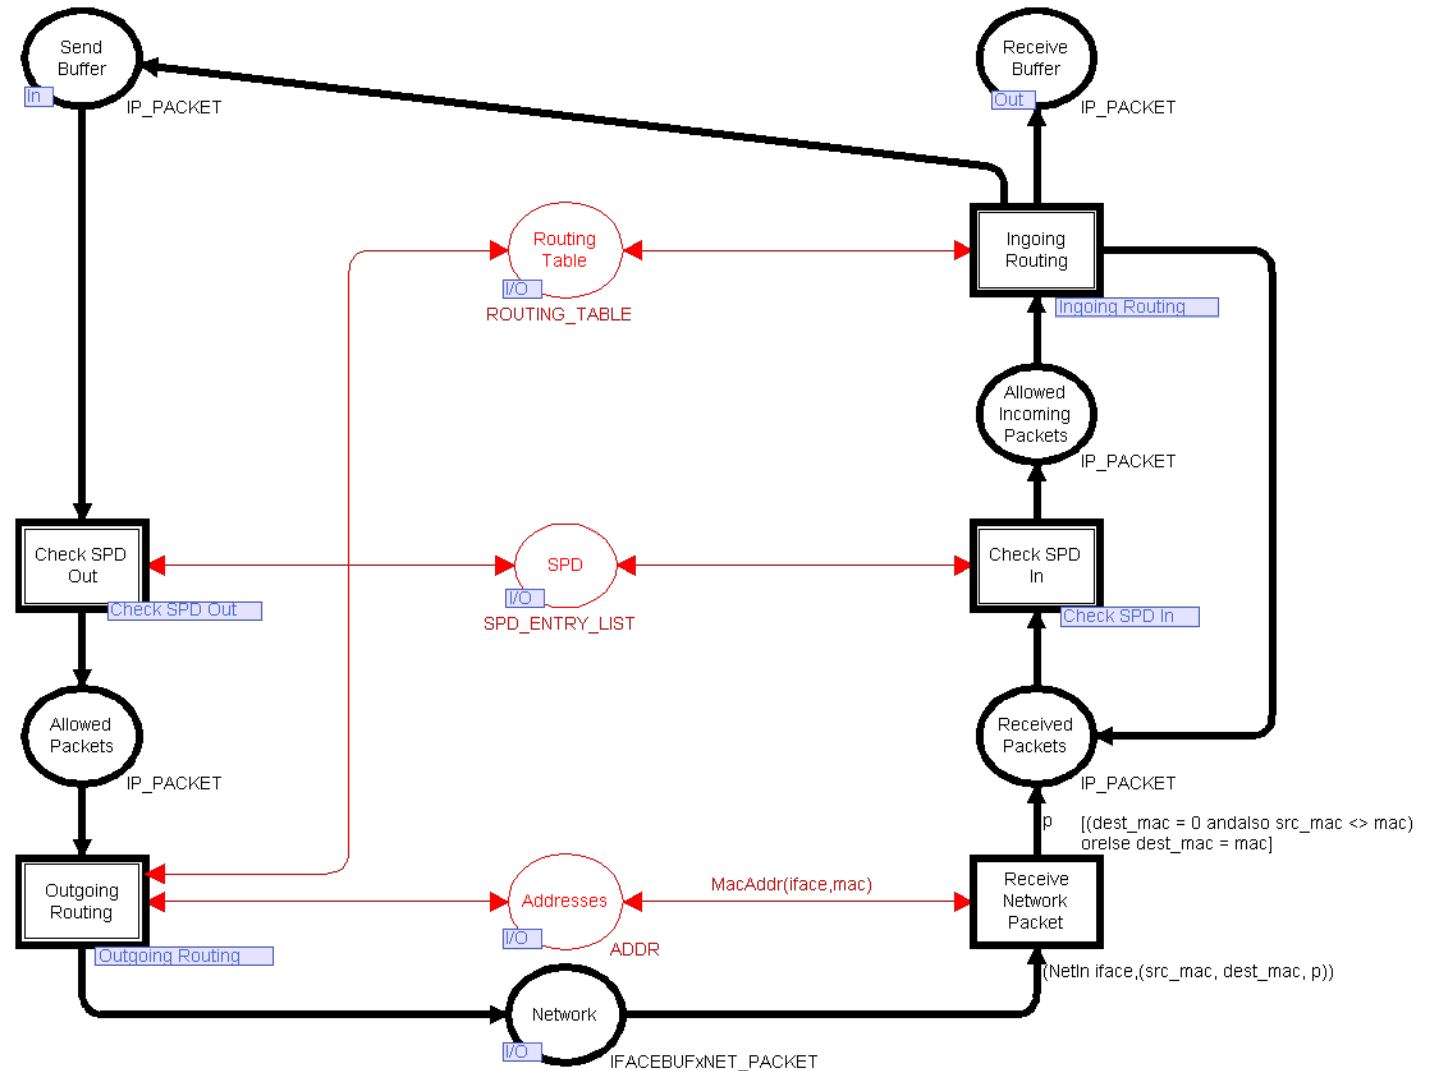 Send
Buffer
In
IP_PACKET
Receive
Buffer
Out
IP_PACKET
Routing
Table
I/O
ROUTING_TABLE
Ingoing
Routing
Ingoing Routing
Allowed
Incoming
Packets
IP_PACKET
Check SPD
Out
Check SPD Out
SPD
I/O
SPD_ENTRY_LIST
Check SPD
In
Check SPD In
Allowed
Packets
IP_PACKET
Received
Packets
IP_PACKET
p
[(dest_mac = 0 andalso src_mac <> mac)
orelse dest_mac = mac]
Outgoing
Routing
Outgoing Routing
Addresses
I/O
ADDR
MacAddr(iface,mac)
Receive
Network
Packet
(NetIn iface,(src_mac, dest_mac, p))
Network
I/O
IFACEBUFxNET_PACKET